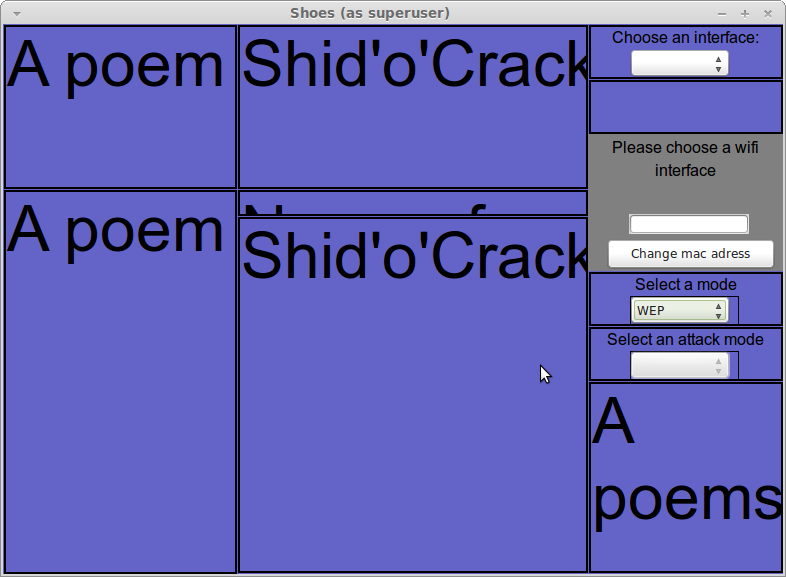 Shoes (as superuser)
A poem
Shid'o'Crack
Choose an interface:
Please choose a wifi
interface
Change mac adress
A poem
Shid'o'Crack
Select a mode
WEP
Select an attack mode
A
poems